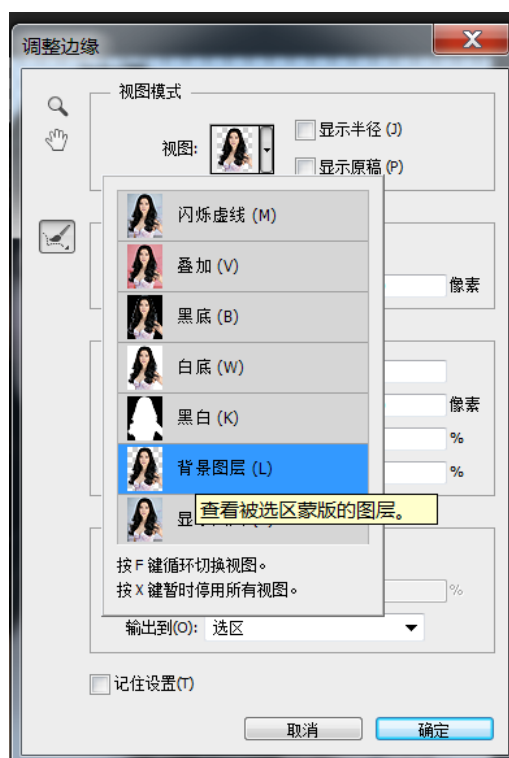 调整边缘
X
视图模式
视图:
显示半径 (J)
显示原稿 (P)
闪烁虚线 (M)
叠加 (V)
像素
黑底 (B)
白底 (W)
像素
黑白 (K)
%
背景图层 (L)
%
查看被选区蒙版的图层。
显
按 F 键循环切换视图。
按 X 键暂时停用所有视图。
%
输出到(O): 选区
记住设置(T)
取消
确定